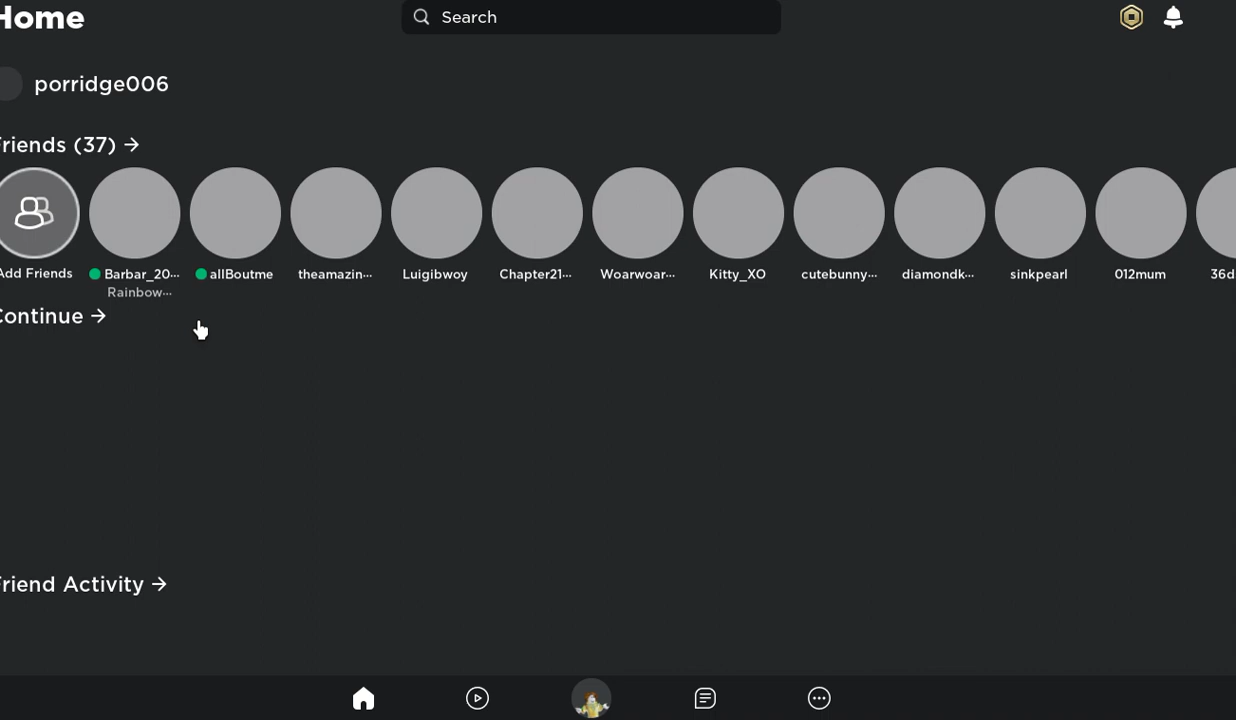 Home
Search
porridge006
Friends (37) →
Add Friends
Barbar_20...
Rainbow...
allBoutme
theamazin...
Luigibwoy
Chapter21...
Woarwoar...
Kitty_XO
cutebunny...
diamondk...
sinkpearl
012mum
36d
Continue →
Friend Activity →